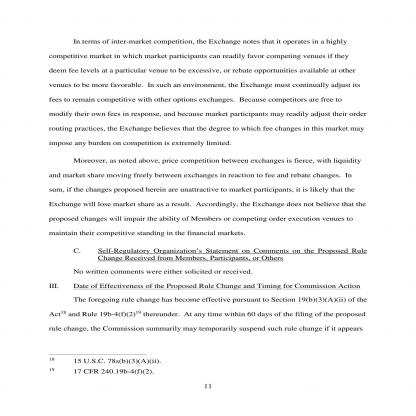 In terms of inter-market competition, the Exchange notes that it operates in a highly
competitive market in which market participants can readily favor competing venues if they
deem fee levels at a particular venue to be excessive, or rebate opportunities available at other
venues to be more favorable. In such an environment, the Exchange must continually adjust its
fees to remain competitive with other options exchanges. Because competitors are free to
modify their own fees in response, and because market participants may readily adjust their order
routing practices, the Exchange believes that the degree to which fee changes in this market may
impose any burden on competition is extremely limited.
Moreover, as noted above, price competition between exchanges is fierce, with liquidity
and market share moving freely between exchanges in reaction to fee and rebate changes. In
sum, if the changes proposed herein are unattractive to market participants, it is likely that the
Exchange will lose market share as a result. Accordingly, the Exchange does not believe that the
proposed changes will impair the ability of Members or competing order execution venues to
maintain their competitive standing in the financial markets.
C. Self-Regulatory Organization's Statement on Comments on the Proposed Rule
Change Received from Members, Participants, or Others
No written comments were either solicited or received.
III. Date of Effectiveness of the Proposed Rule Change and Timing for Commission Action
The foregoing rule change has become effective pursuant to Section 19(b)(3)(A)(ii) of the
Act18 and Rule 19b-4(f)(2)19 thereunder. At any time within 60 days of the filing of the proposed
rule change, the Commission summarily may temporarily suspend such rule change if it appears
18 15 U.S.C. 78s(b)(3)(A)(ii).
19 17 CFR 240.19b-4(f)(2).
11